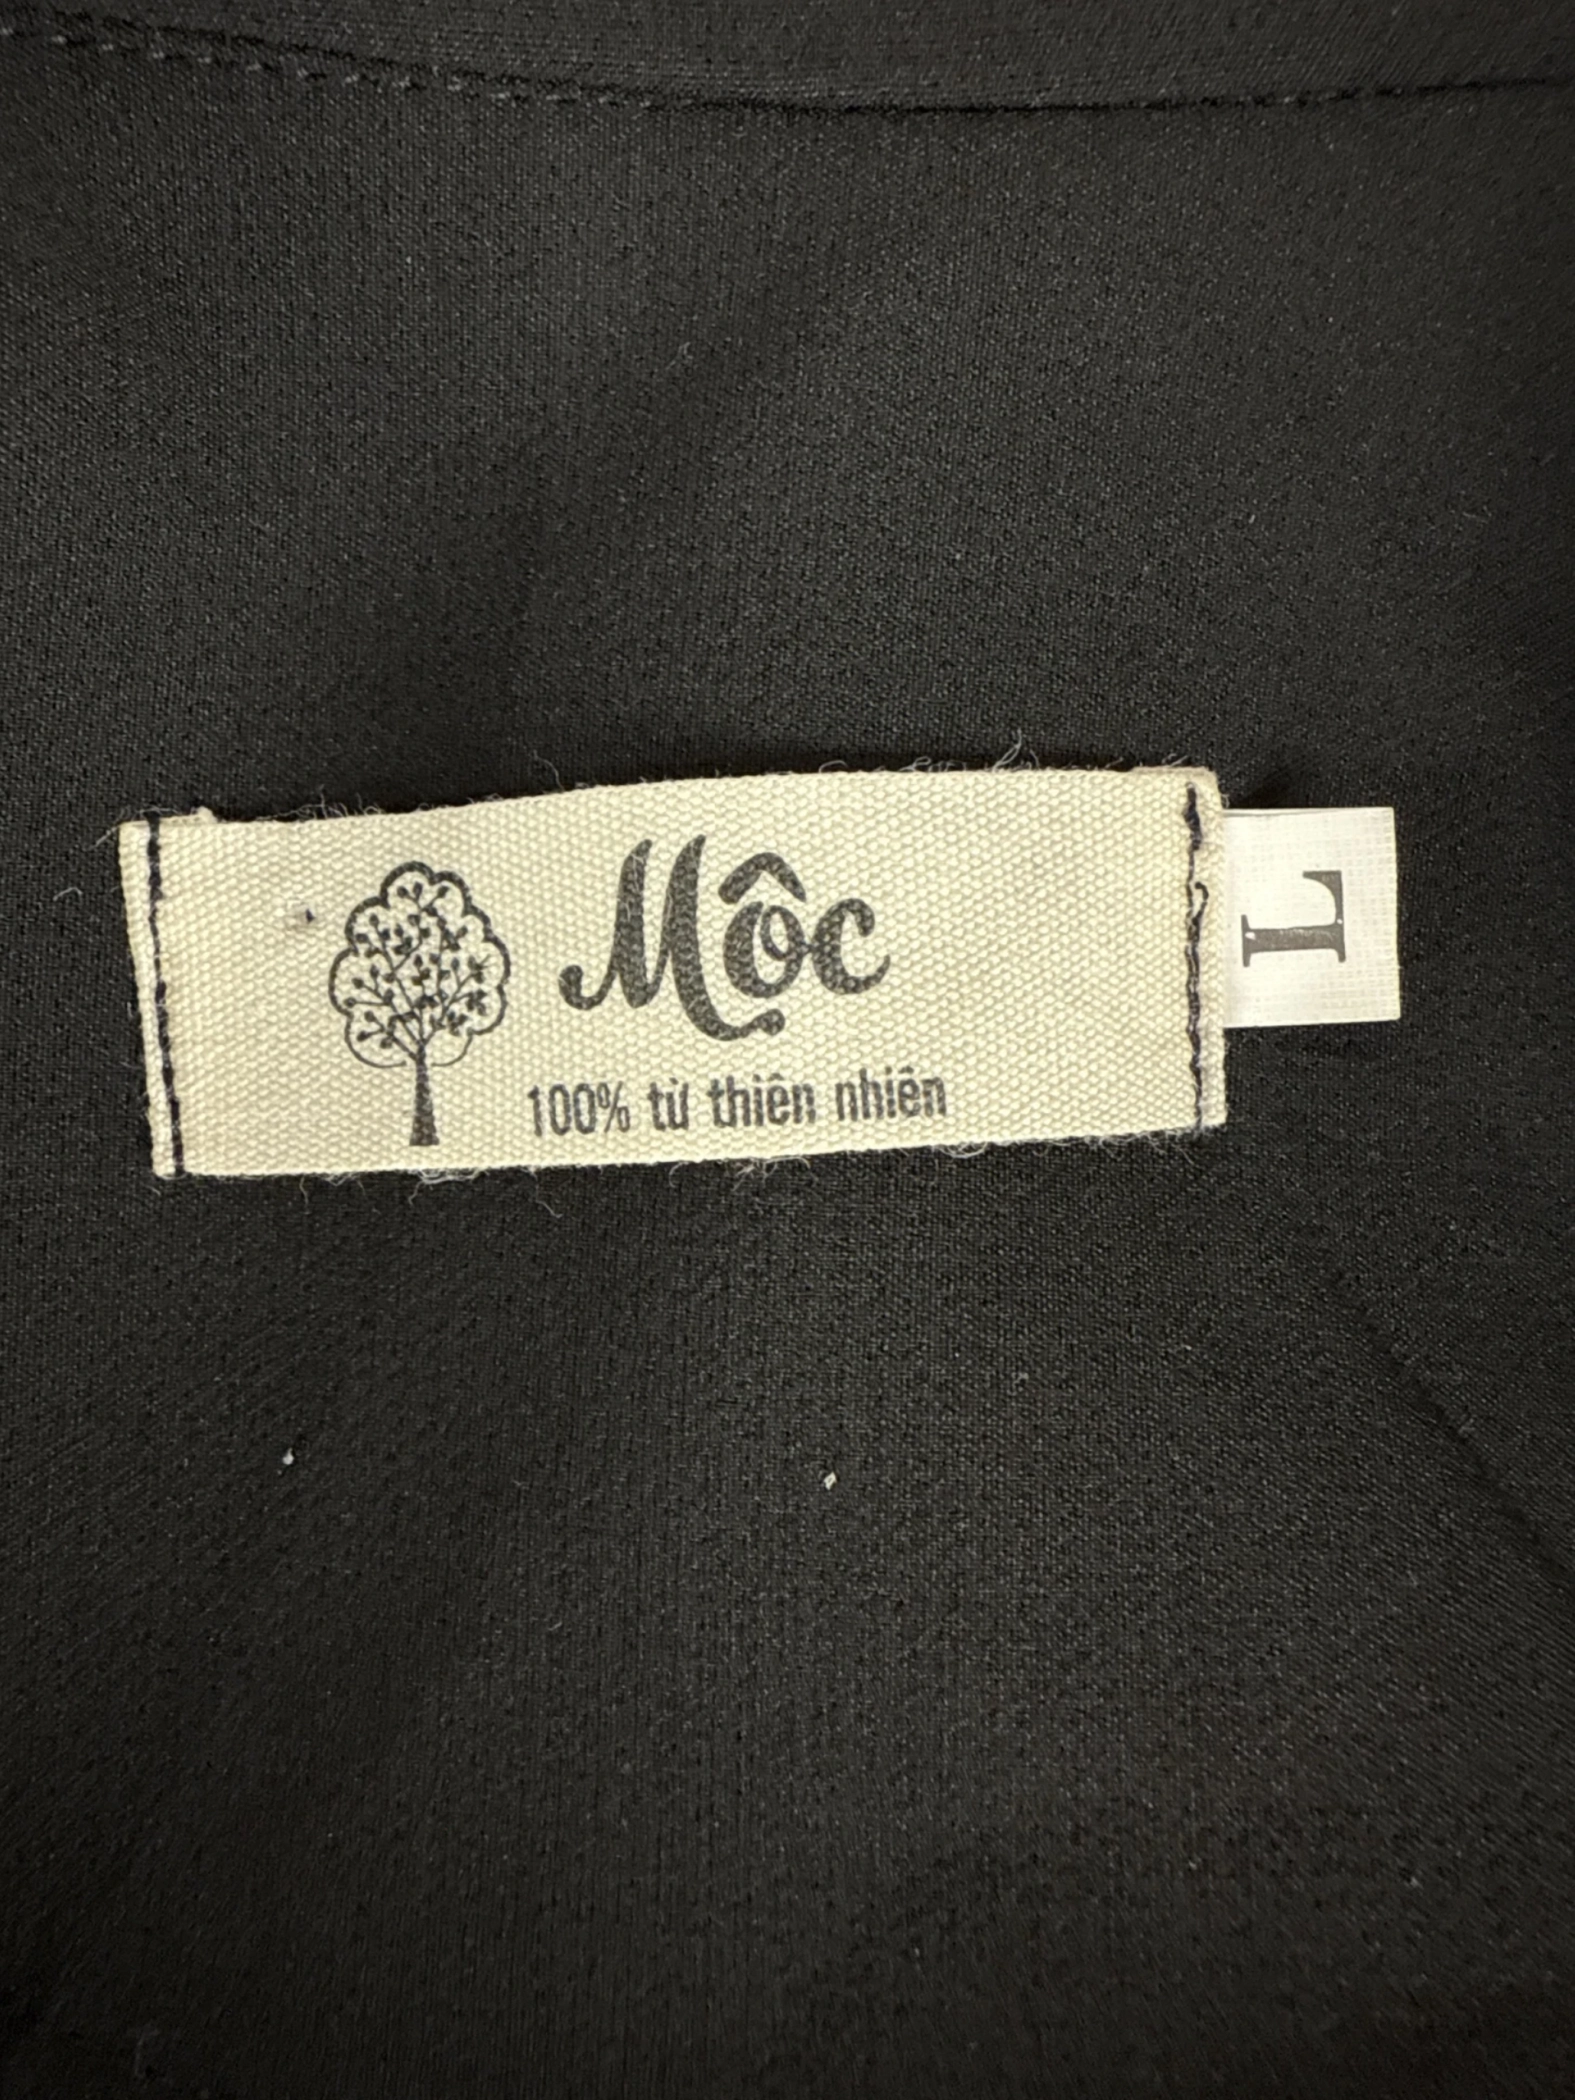 Mộc
100% từ thiên nhiên
L